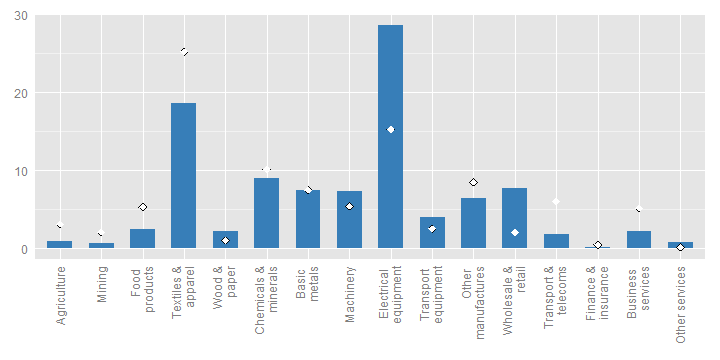 30
20
10
0
Agriculture
Mining
Food
products
Textiles &
apparel
Wood &
paper
Chemicals &
minerals
Basic
metals
Machinery
Electrical
equipment
Transport
equipment
Other
manufactures
Wholesale &
retail
Transport &
telecoms
Finance &
insurance
Business
services
Other services